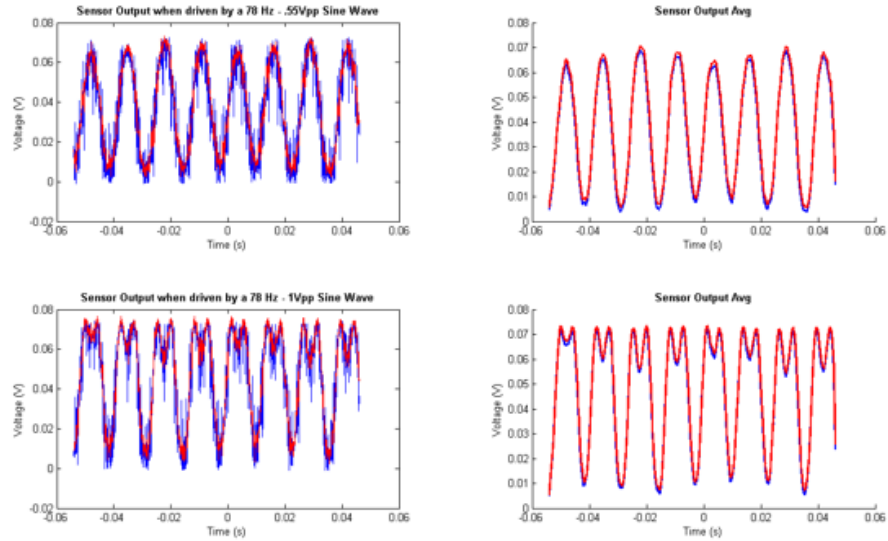 Sensor Output when driven by a 78 Hz - .55Vpp Sine Wave
0.08
0.06
0.04
0.02
0
-0.02
Voltage (V)
-0.06 -0.04 -0.02 0 0.02 0.04 0.06
Time (s)
Sensor Output Avg
0.08
0.07
0.06
0.05
0.04
0.03
0.02
0.01
0
Voltage (V)
-0.06 -0.04 -0.02 0 0.02 0.04 0.06
Time (s)
Sensor Output when driven by a 78 Hz - 1Vpp Sine Wave
0.08
0.06
0.04
0.02
0
-0.02
Voltage (V)
-0.06 -0.04 -0.02 0 0.02 0.04 0.06
Time (s)
Sensor Output Avg
0.08
0.07
0.06
0.05
0.04
0.03
0.02
0.01
0
Voltage (V)
-0.06 -0.04 -0.02 0 0.02 0.04 0.06
Time (s)